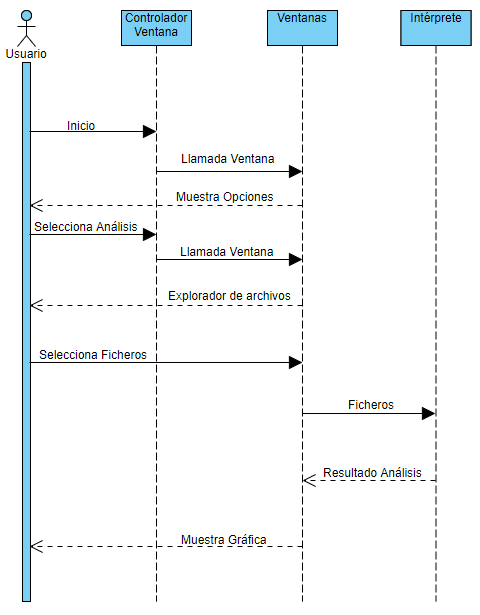 Usuario
Controlador
Ventana
Ventanas
Intérprete
Inicio
Llamada Ventana
Muestra Opciones
Selecciona Análisis
Llamada Ventana
Explorador de archivos
Selecciona Ficheros
Ficheros
Resultado Análisis
Muestra Gráfica